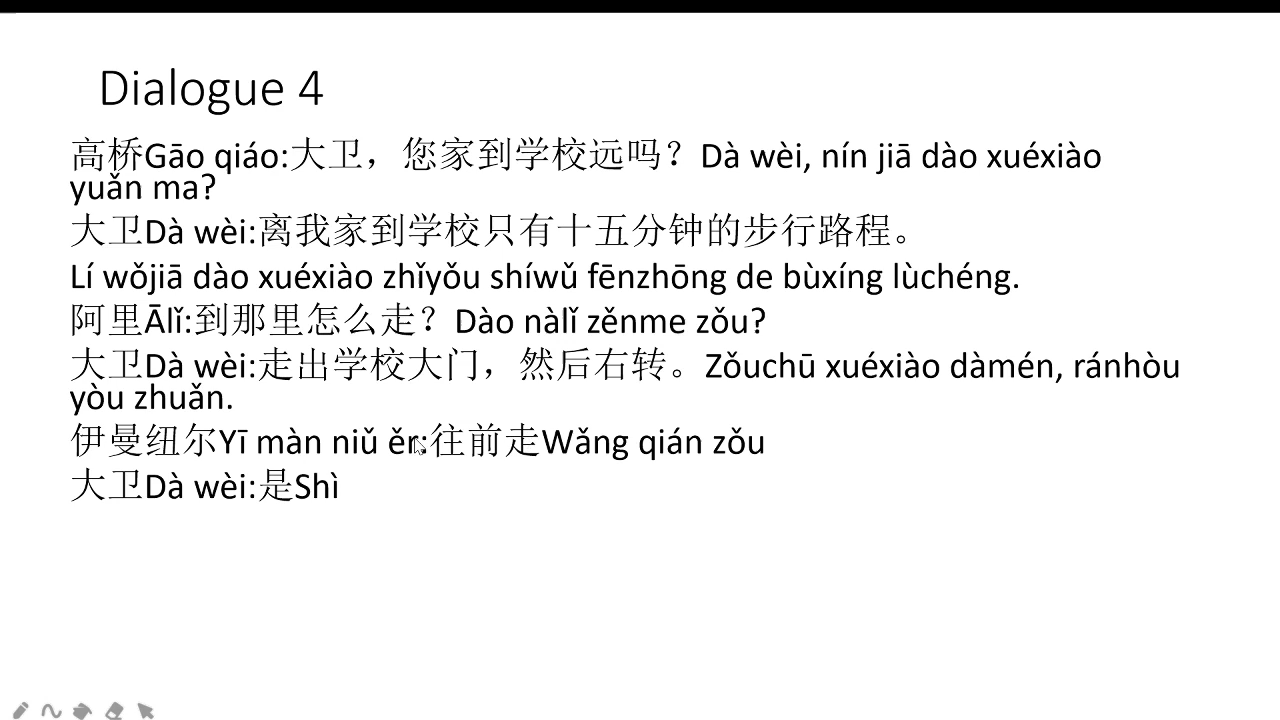 Dialogue 4
高桥Gāo qiáo:大卫，您家到学校远吗？Dà wèi, nín jiā dào xuéxiào
yuǎn ma?
大卫Dà wèi:离我家到学校只有十五分钟的步行路程。
Lí wǒjiā dào xuéxiào zhǐyǒu shíwǔ fēnzhōng de bùxíng lùchéng.
阿里Ālǐ:到那里怎么走？Dào nàlǐ zěnme zǒu?
大卫Dà wèi:走出学校大门，然后右转。Zǒuchū xuéxiào dàmén, ránhòu
yòu zhuǎn.
伊曼纽尔Yī màn niǔ ěr:往前走Wǎng qián zǒu
大卫Dà wèi:是Shì